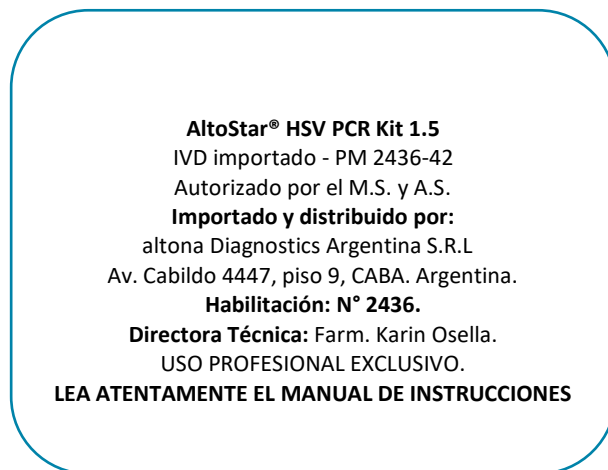 AltoStar® HSV PCR Kit 1.5
IVD importado - PM 2436-42
Autorizado por el M.S. y A.S.
Importado y distribuido por:
altona Diagnostics Argentina S.R.L
Av. Cabildo 4447, piso 9, CABA. Argentina.
Habilitación: N° 2436.
Directora Técnica: Farm. Karin Osella.
USO PROFESIONAL EXCLUSIVO.
LEA ATENTAMENTE EL MANUAL DE INSTRUCCIONES